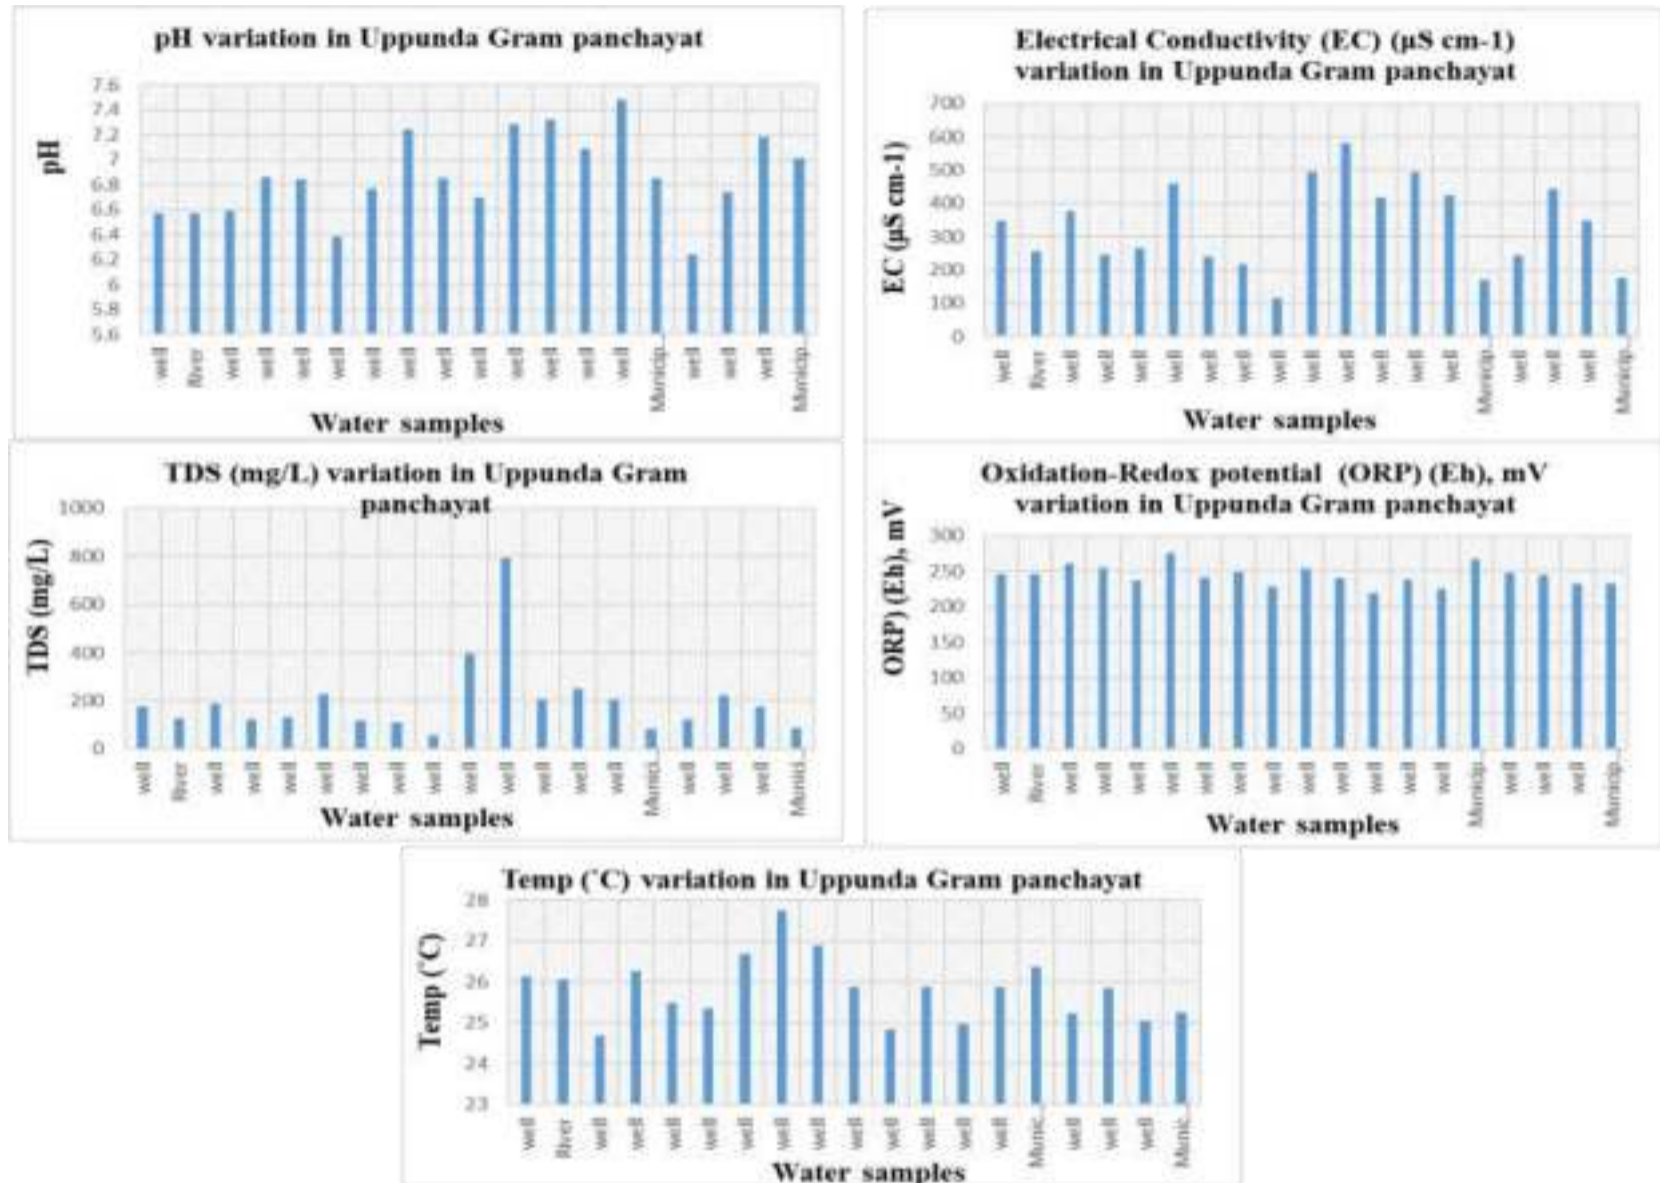 pH variation in Uppunda Gram panchayat
7.6
7.4
7.2
7
6.8
6.6
6.4
6.2
6
5.8
5.6
pH
well
River
well
well
well
well
well
well
well
well
well
well
well
well
Municip
well
well
well
Municip
Water samples
Electrical Conductivity (EC) (µS cm-1)
variation in Uppunda Gram panchayat
700
600
500
400
300
200
100
0
EC (µS cm-1)
well
River
well
well
well
well
well
well
well
well
well
well
well
well
Municip
well
well
well
Municip
Water samples
TDS (mg/L) variation in Uppunda Gram
panchayat
1000
800
600
400
200
0
TDS (mg/L)
well
River
well
well
well
well
well
well
well
well
well
well
well
well
Munici...
well
well
well
Munici...
Water samples
Oxidation-Redox potential (ORP) (Eh), mV
variation in Uppunda Gram panchayat
300
250
200
150
100
50
0
ORP) (Eh), mV
well
River
well
well
well
well
well
well
well
well
well
well
well
well
Municip
well
well
well
Municip
Water samples
Temp (˚C) variation in Uppunda Gram panchayat
28
27
26
25
24
23
Temp (˚C)
well
River
well
well
well
well
well
well
well
well
well
well
well
well
Munic...
well
well
well
Munic...
Water samples